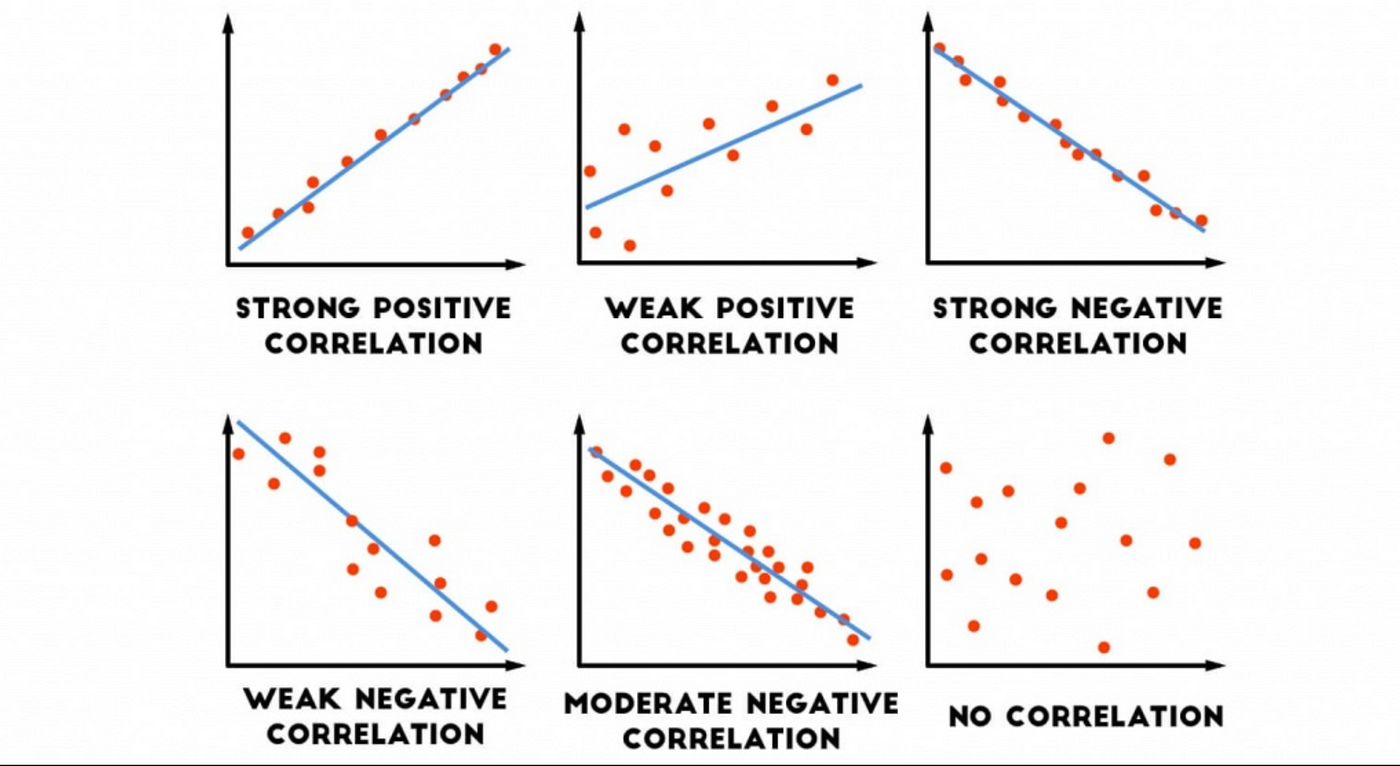 STRONG POSITIVE
CORRELATION
WEAK POSITIVE
CORRELATION
STRONG NEGATIVE
CORRELATION
WEAK NEGATIVE
CORRELATION
MODERATE NEGATIVE
CORRELATION
NO CORRELATION